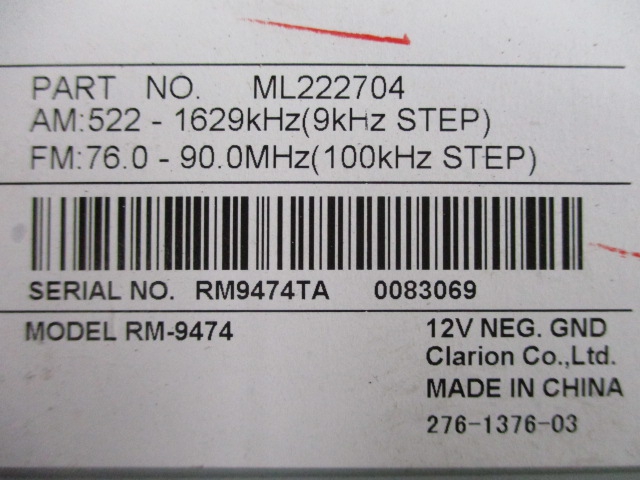 PART NO. ML222704
AM:522 - 1629kHz(9kHz STEP)
FM:76.0 - 90.0MHz(100kHz STEP)
SERIAL NO. RM9474TA 0083069
MODEL RM-9474
12V NEG. GND
Clarion Co.,Ltd.
MADE IN CHINA
276-1376-03